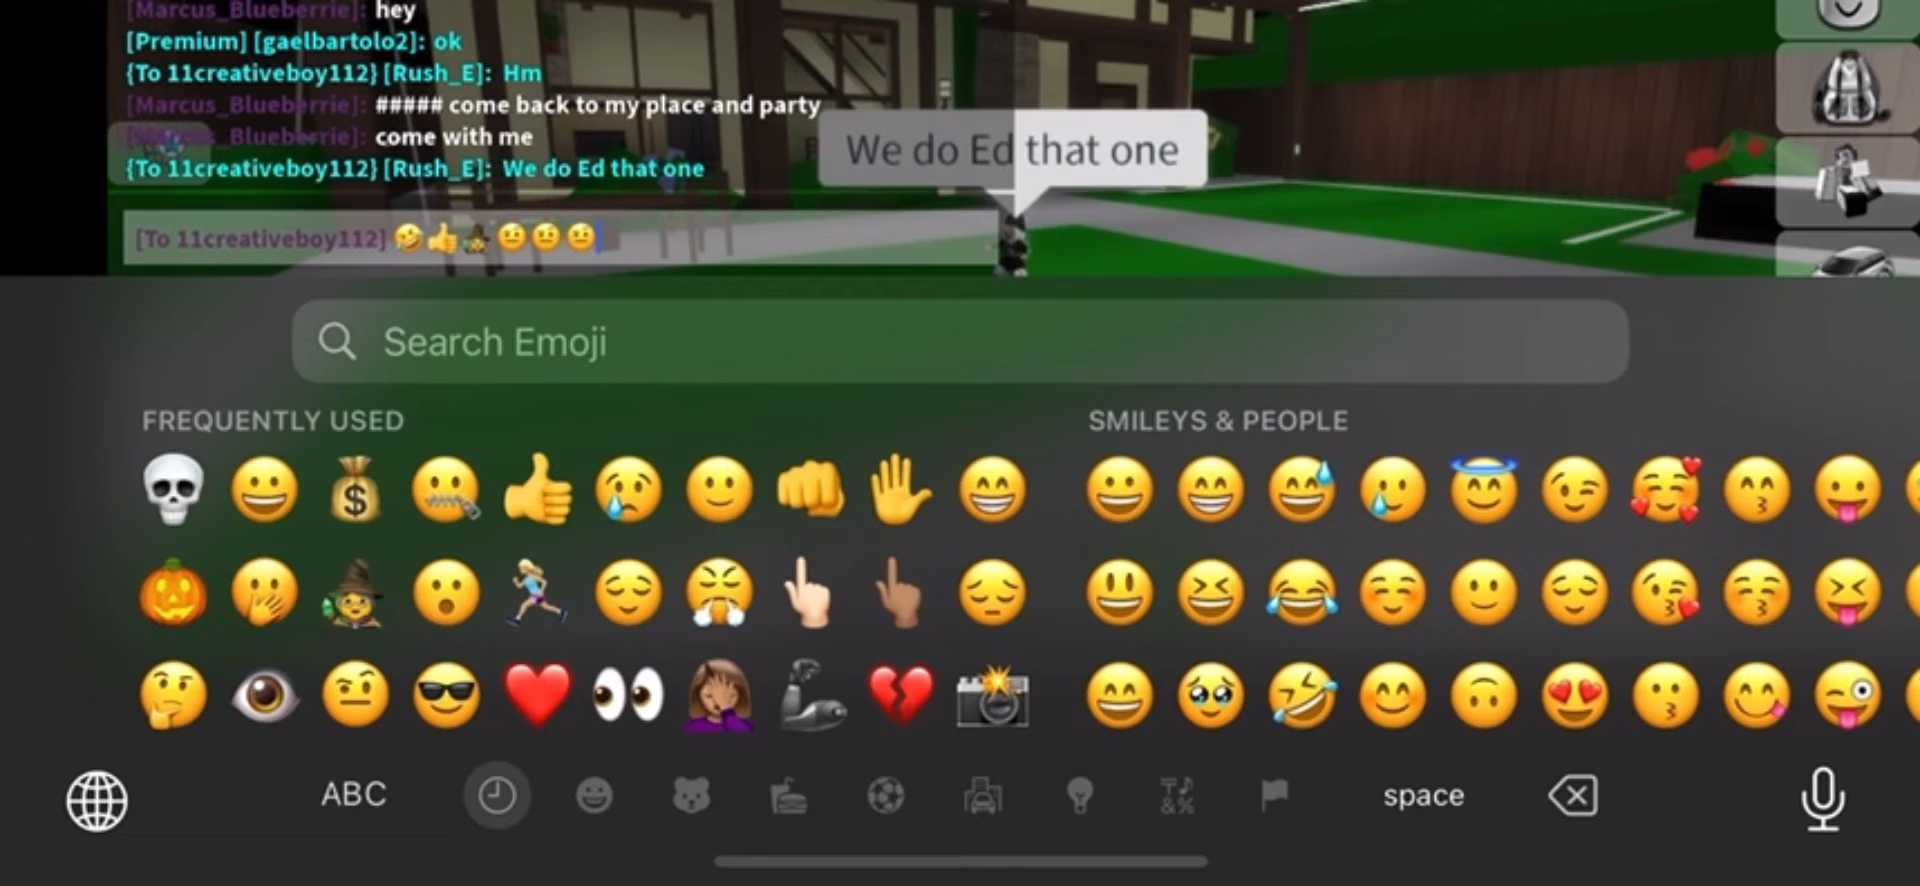 [Marcus_Blueberrie]: hey
[Premium] [gaelbartolo2]: ok
{To 11creativeboy112} [Rush_E]: Hm
[Marcus_Blueberrie]: ##### come back to my place and party
[Marcus_Blueberrie]: come with me
{To 11creativeboy112} [Rush_E]: We do Ed that one
We do Ed that one
[To 11creativeboy112] 🤣👍🧙🤨🤨🤨
Search Emoji
FREQUENTLY USED
SMILEYS & PEOPLE
ABC
space